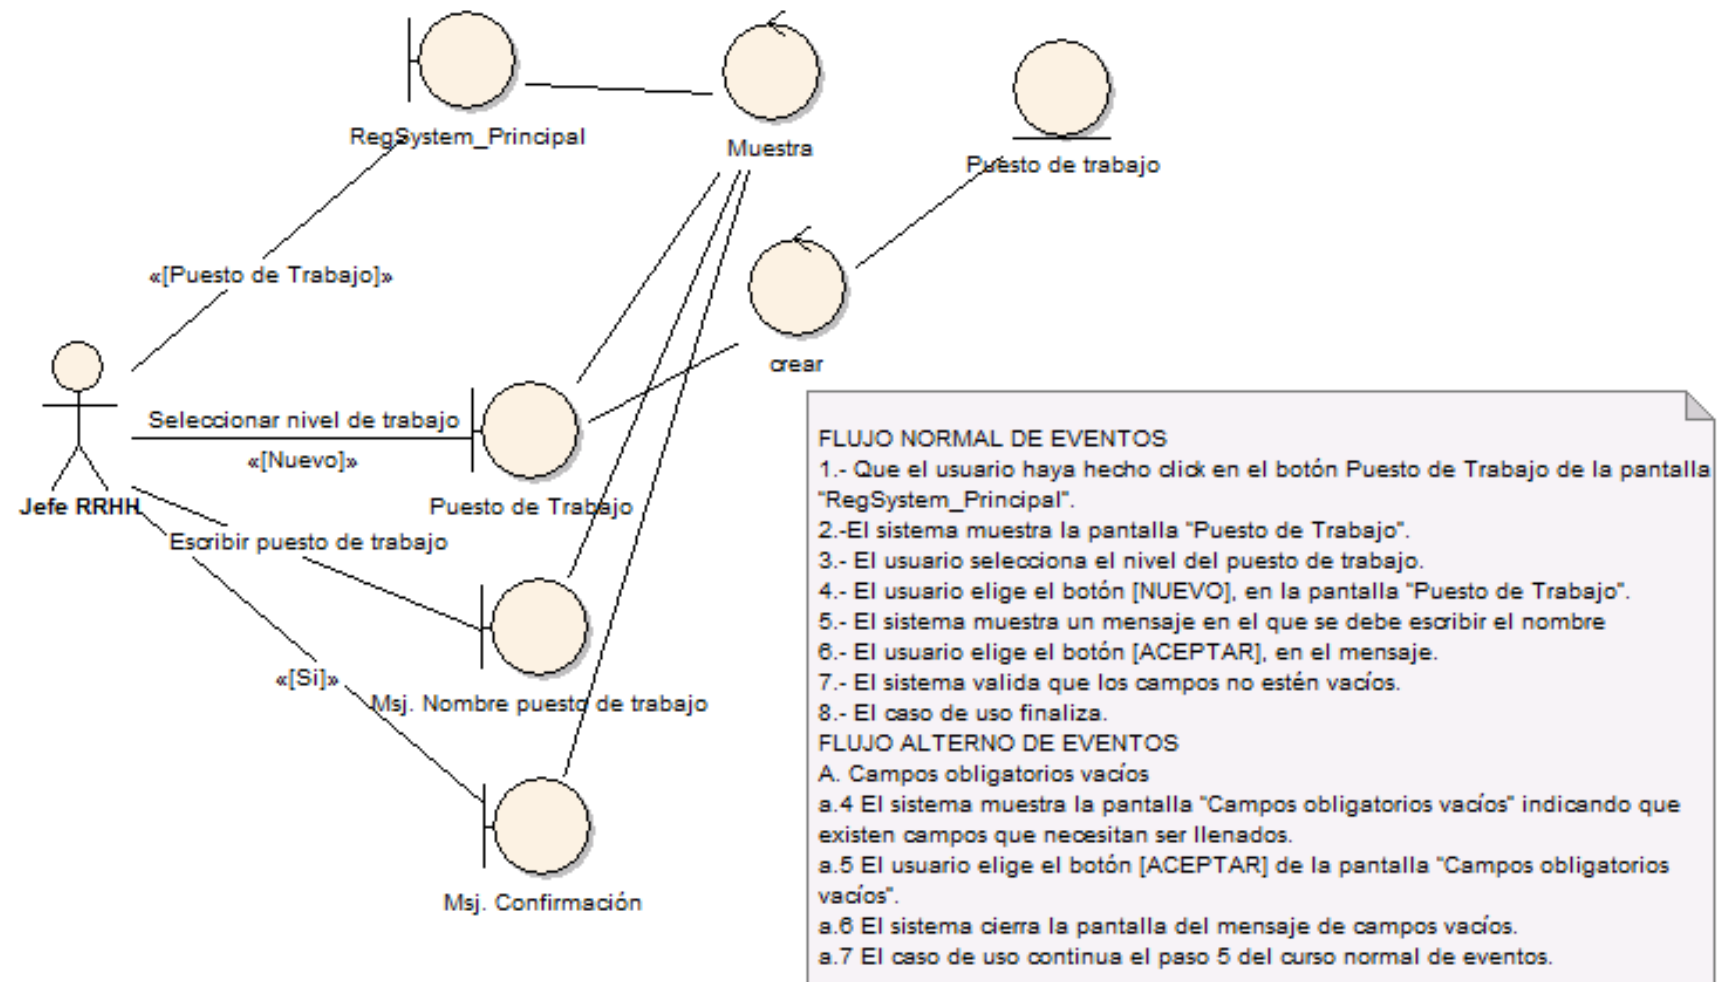 RegSystem_Principal
Muestra
Puesto de trabajo
«[Puesto de Trabajo]»
crear
Seleccionar nivel de trabajo
«[Nuevo]»
Jefe RRHH
Puesto de Trabajo
Escribir puesto de trabajo
«[Si]»
Msj. Nombre puesto de trabajo
Msj. Confirmación
FLUJO NORMAL DE EVENTOS
1.- Que el usuario haya hecho click en el botón Puesto de Trabajo de la pantalla
"RegSystem_Principal".
2.-El sistema muestra la pantalla "Puesto de Trabajo".
3.- El usuario selecciona el nivel del puesto de trabajo.
4.- El usuario elige el botón [NUEVO], en la pantalla "Puesto de Trabajo".
5.- El sistema muestra un mensaje en el que se debe escribir el nombre
6.- El usuario elige el botón [ACEPTAR], en el mensaje.
7.- El sistema valida que los campos no estén vacíos.
8.- El caso de uso finaliza.
FLUJO ALTERNO DE EVENTOS
A. Campos obligatorios vacíos
a.4 El sistema muestra la pantalla "Campos obligatorios vacíos" indicando que
existen campos que necesitan ser llenados.
a.5 El usuario elige el botón [ACEPTAR] de la pantalla "Campos obligatorios
vacíos".
a.6 El sistema cierra la pantalla del mensaje de campos vacíos.
a.7 El caso de uso continua el paso 5 del curso normal de eventos.